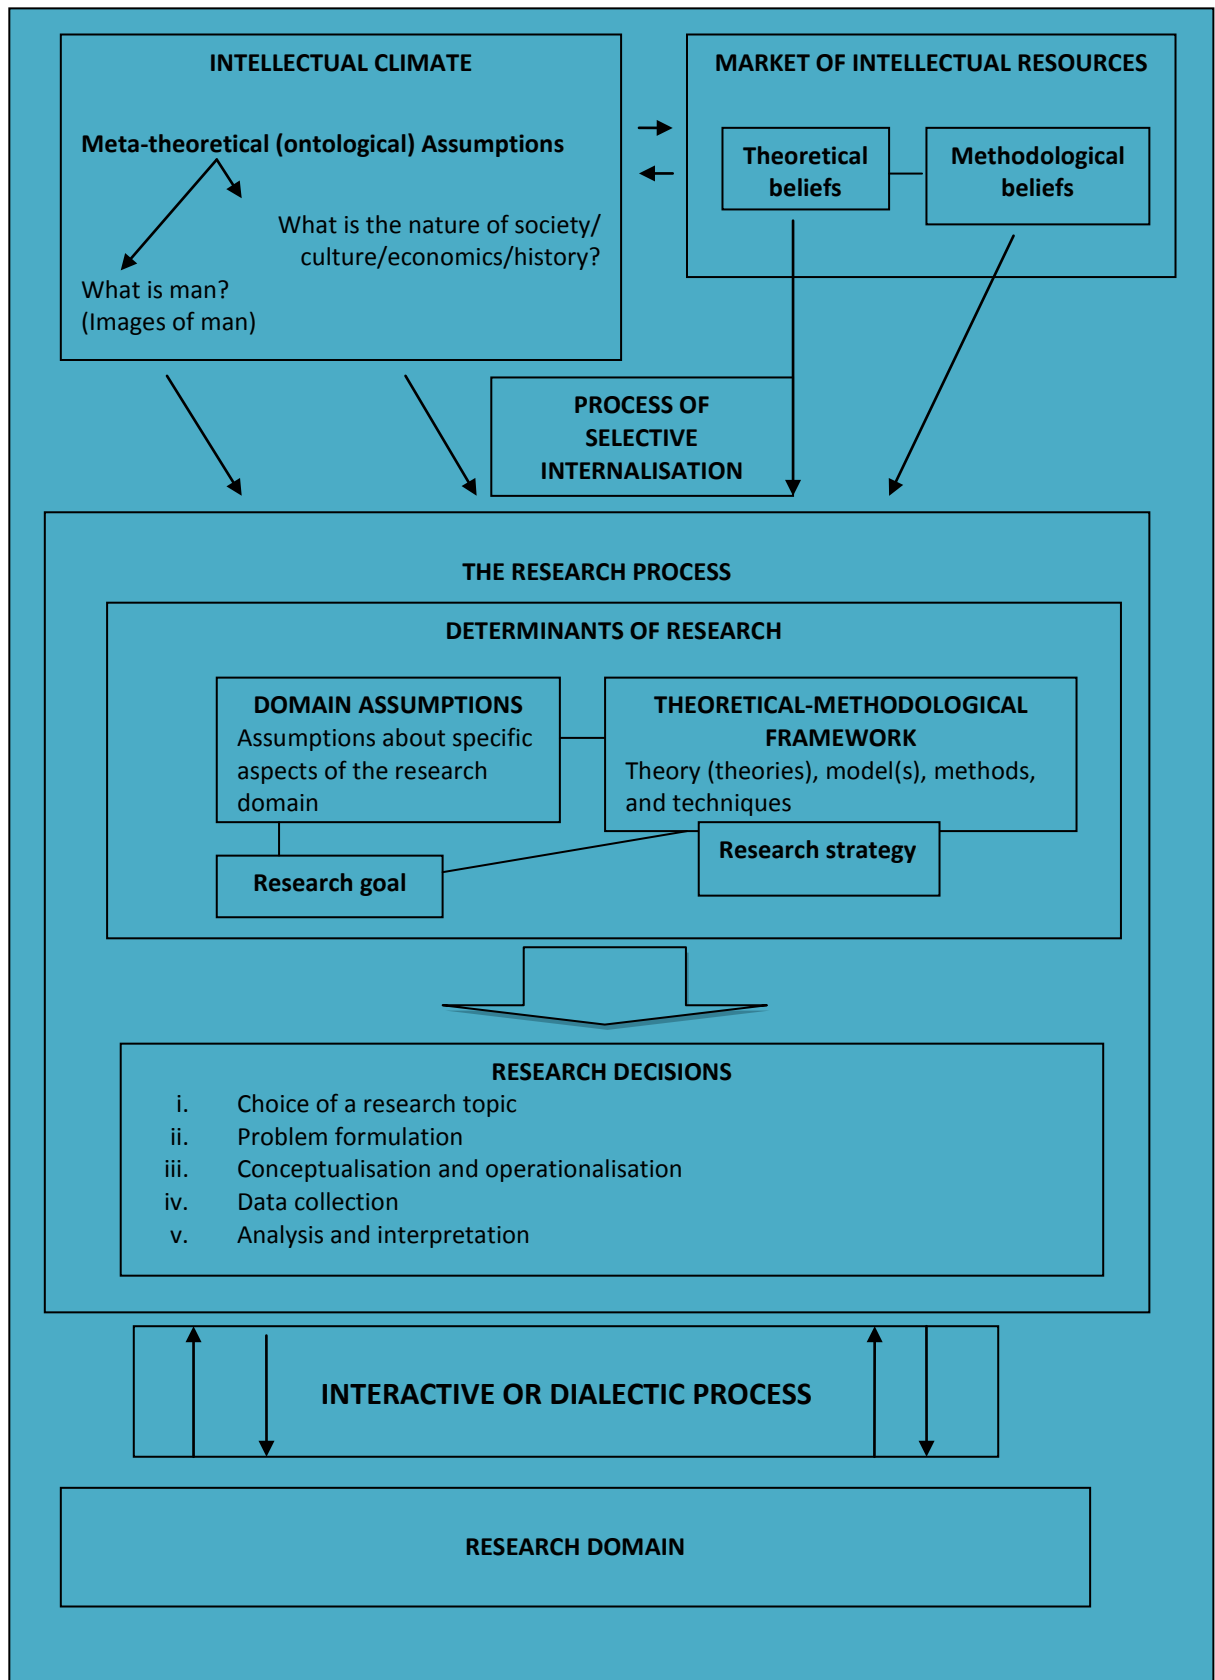 INTELLECTUAL CLIMATE
Meta-theoretical (ontological) Assumptions
What is the nature of society/
culture/economics/history?
What is man?
(Images of man)
MARKET OF INTELLECTUAL RESOURCES
Theoretical
beliefs
Methodological
beliefs
PROCESS OF
SELECTIVE
INTERNALISATION
THE RESEARCH PROCESS
DETERMINANTS OF RESEARCH
DOMAIN ASSUMPTIONS
Assumptions about specific
aspects of the research
domain
THEORETICAL-METHODOLOGICAL
FRAMEWORK
Theory (theories), model(s), methods,
and techniques
Research goal
Research strategy
RESEARCH DECISIONS
i. Choice of a research topic
ii. Problem formulation
iii. Conceptualisation and operationalisation
iv. Data collection
v. Analysis and interpretation
INTERACTIVE OR DIALECTIC PROCESS
RESEARCH DOMAIN